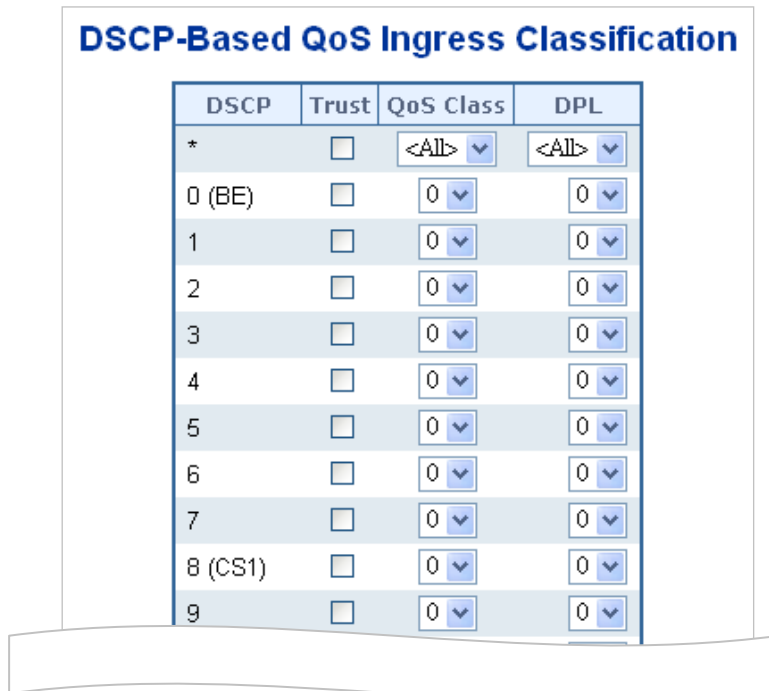 DSCP-Based QoS Ingress Classification
DSCP Trust QoS Class DPL
* <All> <All>
0 (BE) 0 0
1 0 0
2 0 0
3 0 0
4 0 0
5 0 0
6 0 0
7 0 0
8 (CS1) 0 0
9 0 0